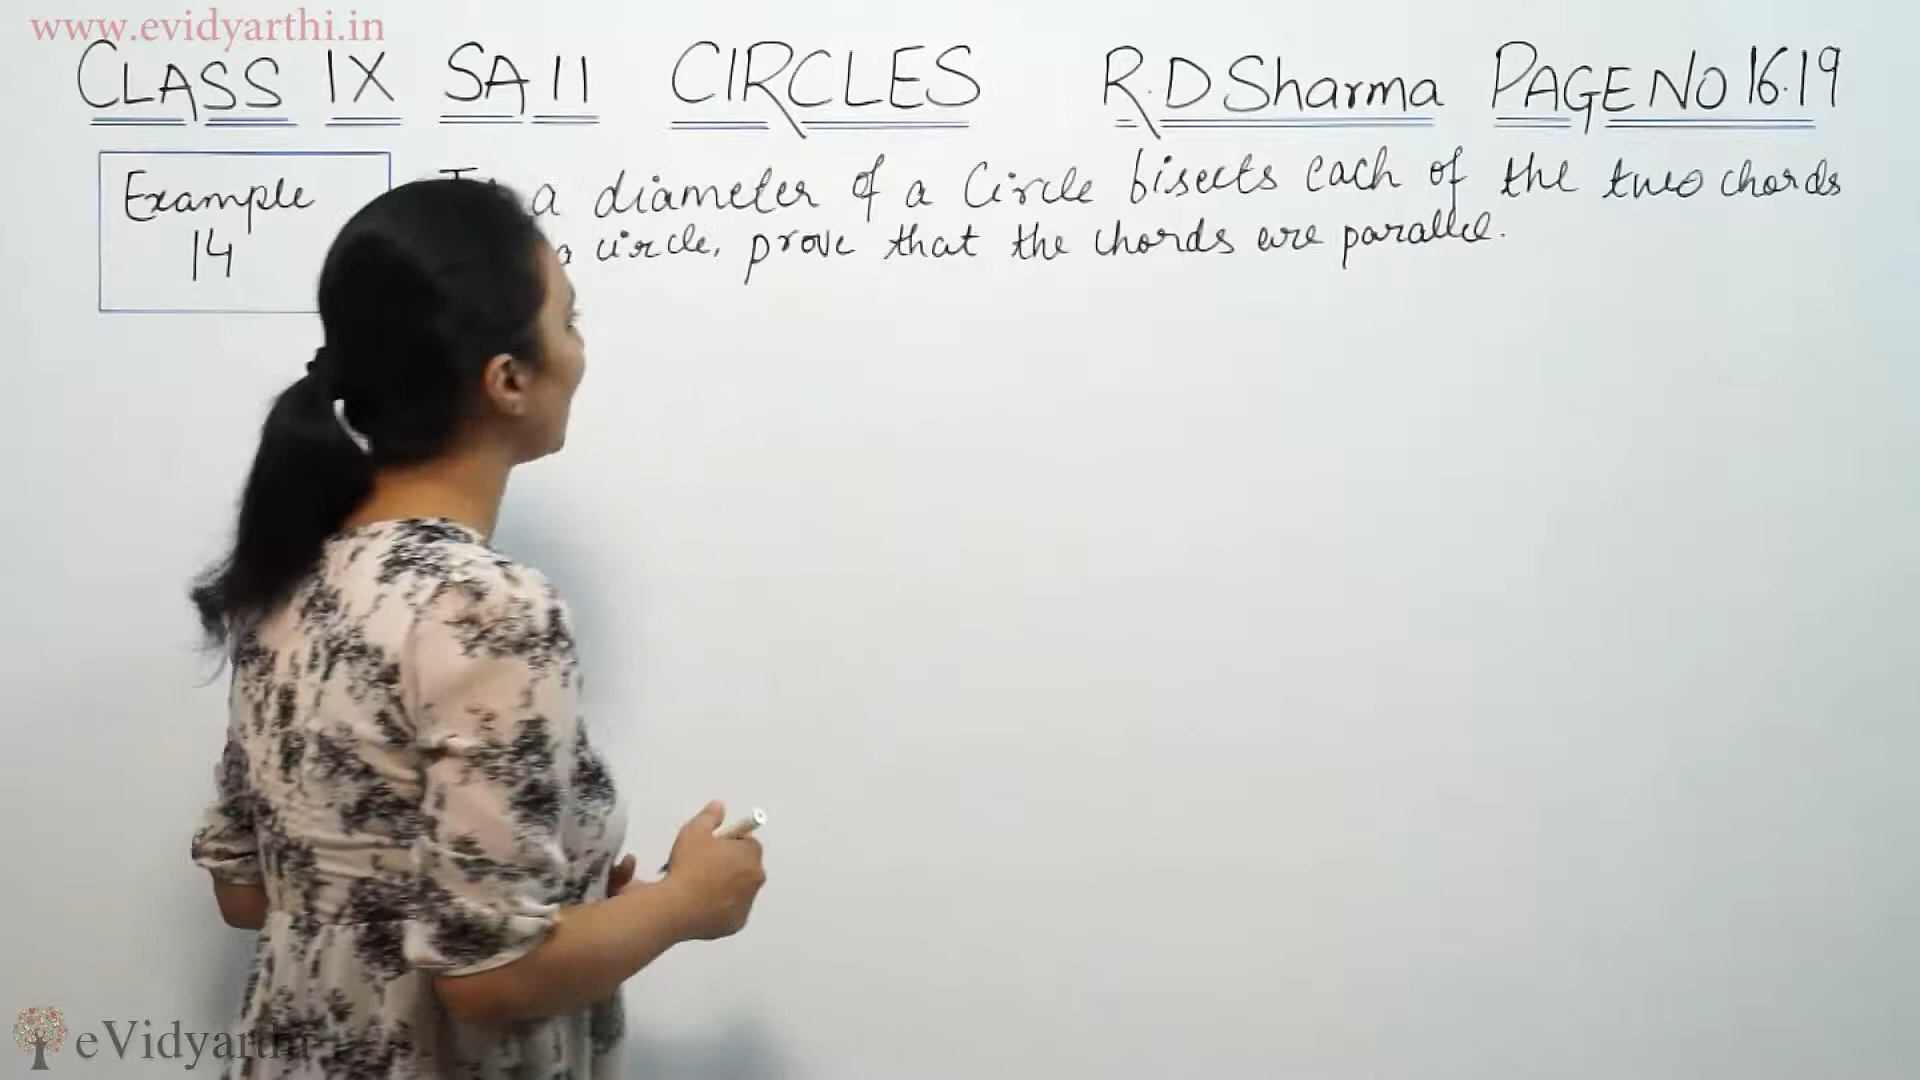 www.evidyarthi.in
CLASS IX SA II CIRCLES R.D Sharma PAGE NO 16.19
Example
14
a diameter of a Circle bisects each of the two chords
circle, prove that the chords are parallel.
eVidyarthi